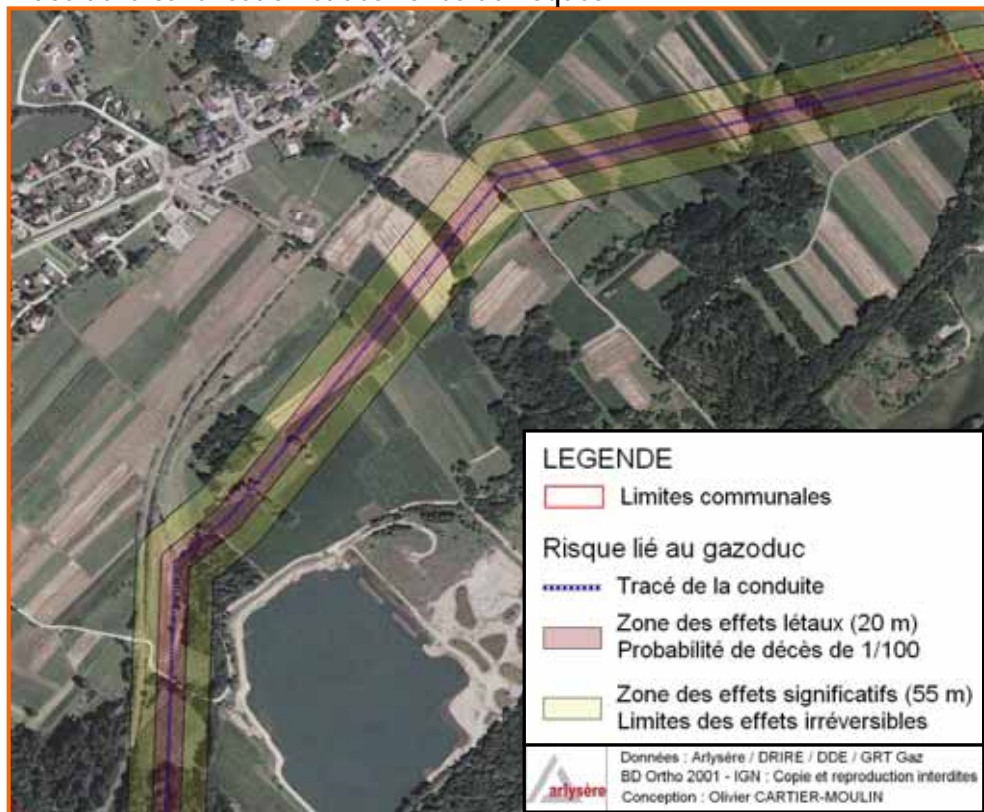 LEGENDE
Limites communales
Risque lié au gazoduc
Tracé de la conduite
Zone des effets létaux (20 m)
Probabilité de décès de 1/100
Zone des effets significatifs (55 m)
Limites des effets irréversibles
arlysère
Données : Arlysère / DRIRE / DDE / GRT Gaz
BD Ortho 2001 - IGN : Copie et reproduction interdites
Conception : Olivier CARTIER-MOULIN